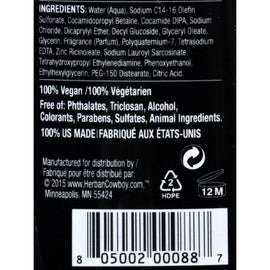 INGREDIENTS: Water (Aqua), Sodium C14-16 Olefin
Sulfonate, Cocamidopropyl Betaine, Cocamidopropyl DMA
Chloride, Dicaprylyl Ether, Decyl Glucoside, Glyceryl Oleate,
Glycerin, Fragrance (Parfum), Polyquaternium-7, Tetrasodium
EDTA, Zinc Ricinoleate, Sodium Lauroyl Sarcosinate,
Tetrahydroxypropyl Ethylenediamine, Phenoxyethanol,
Ethylhexylglycerin, PEG-150 Distearate, Citric Acid.
100% Vegan / 100% Végétarien
Free of: Phthalates, Triclosan, Alcohol,
Colorants, Parabens, Sulfates, Animal Ingredients.
100% US MADE | FABRIQUÉ AUX ÉTATS-UNIS
Manufactured for distribution by /
Fabriqué pour être distribué par:
© 2015 www.HerbanCowboy.com
Minneapolis, MN 55424
2
HDPE
12 M
8 05002 00088 7